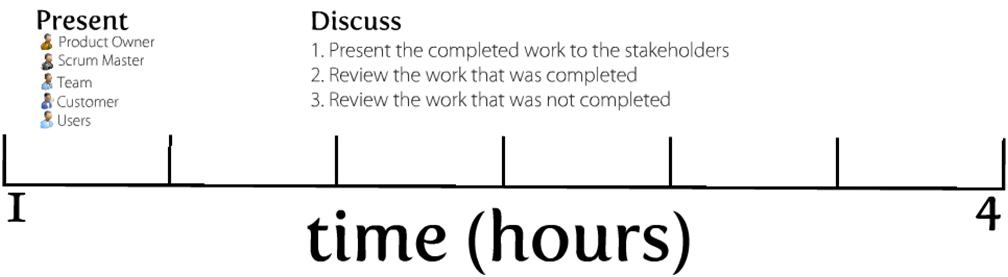 Present
Product Owner
Scrum Master
Team
Customer
Users
Discuss
1. Present the completed work to the stakeholders
2. Review the work that was completed
3. Review the work that was not completed
1 4
time (hours)